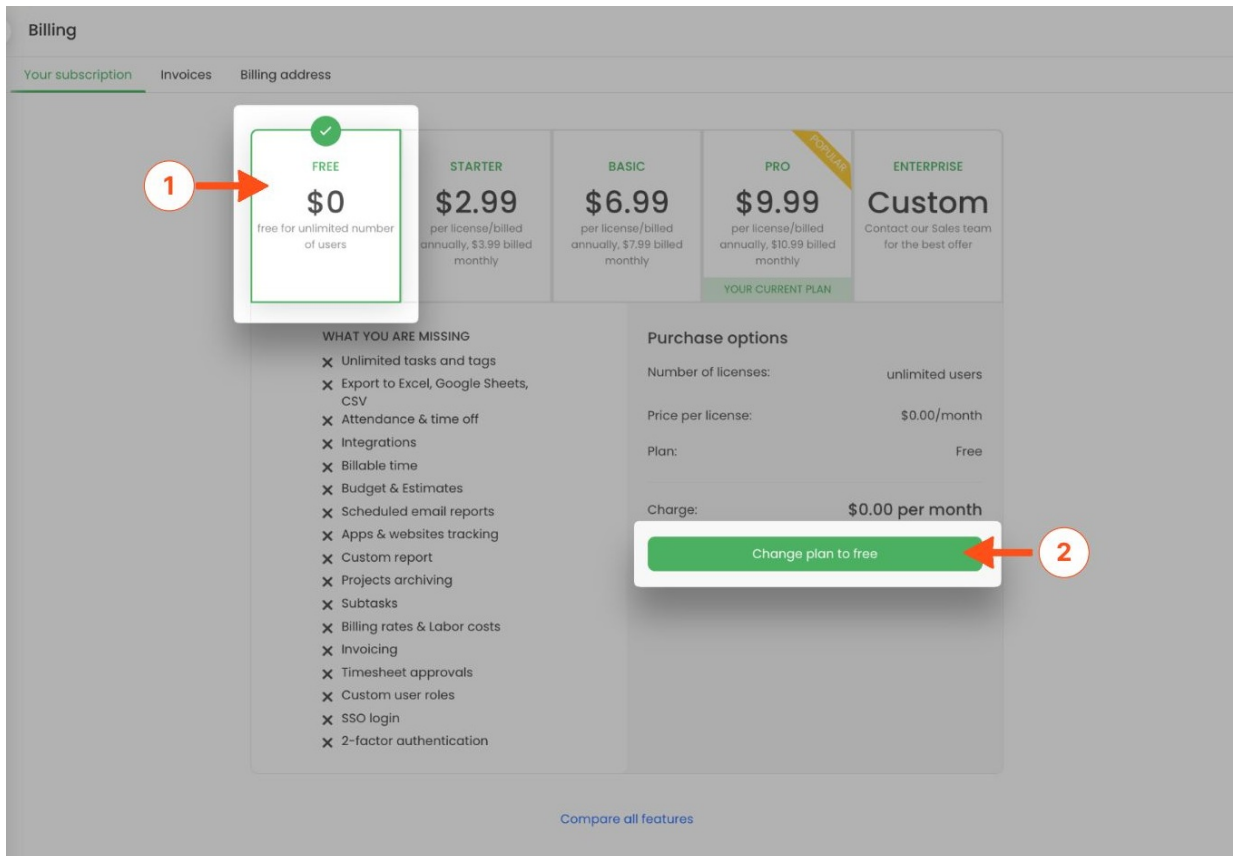 Billing
Your subscription Invoices Billing address
1
FREE
$0
free for unlimited number
of users
STARTER
$2.99
per license/billed
annually, $3.99 billed
monthly
BASIC
$6.99
per license/billed
annually, $7.99 billed
monthly
POPULAR
PRO
$9.99
per license/billed
annually, $10.99 billed
monthly
YOUR CURRENT PLAN
ENTERPRISE
Custom
Contact our Sales team
for the best offer
WHAT YOU ARE MISSING
✕ Unlimited tasks and tags
✕ Export to Excel, Google Sheets,
CSV
✕ Attendance & time off
✕ Integrations
✕ Billable time
✕ Budget & Estimates
✕ Scheduled email reports
✕ Apps & websites tracking
✕ Custom report
✕ Projects archiving
✕ Subtasks
✕ Billing rates & Labor costs
✕ Invoicing
✕ Timesheet approvals
✕ Custom user roles
✕ SSO login
✕ 2-factor authentication
Purchase options
Number of licenses: unlimited users
Price per license: $0.00/month
Plan: Free
Charge: $0.00 per month
Change plan to free
2
Compare all features